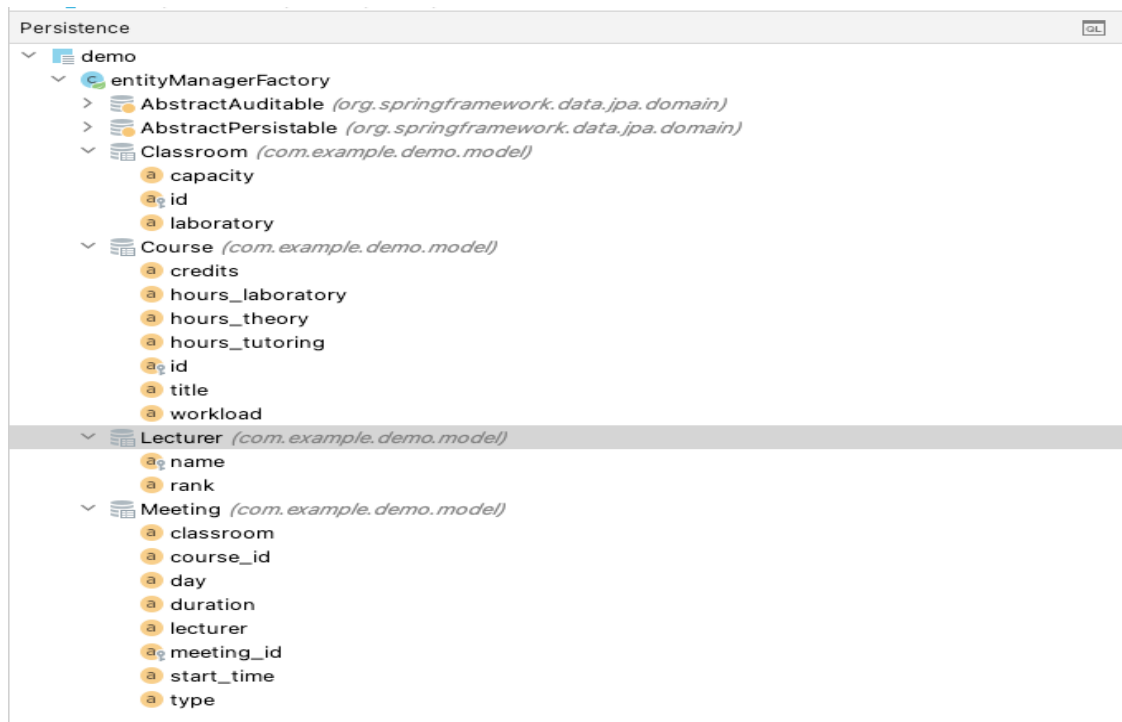 Persistence
QL
demo
entityManagerFactory
AbstractAuditable (org.springframework.data.jpa.domain)
AbstractPersistable (org.springframework.data.jpa.domain)
Classroom (com.example.demo.model)
capacity
id
laboratory
Course (com.example.demo.model)
credits
hours_laboratory
hours_theory
hours_tutoring
id
title
workload
Lecturer (com.example.demo.model)
name
rank
Meeting (com.example.demo.model)
classroom
course_id
day
duration
lecturer
meeting_id
start_time
type